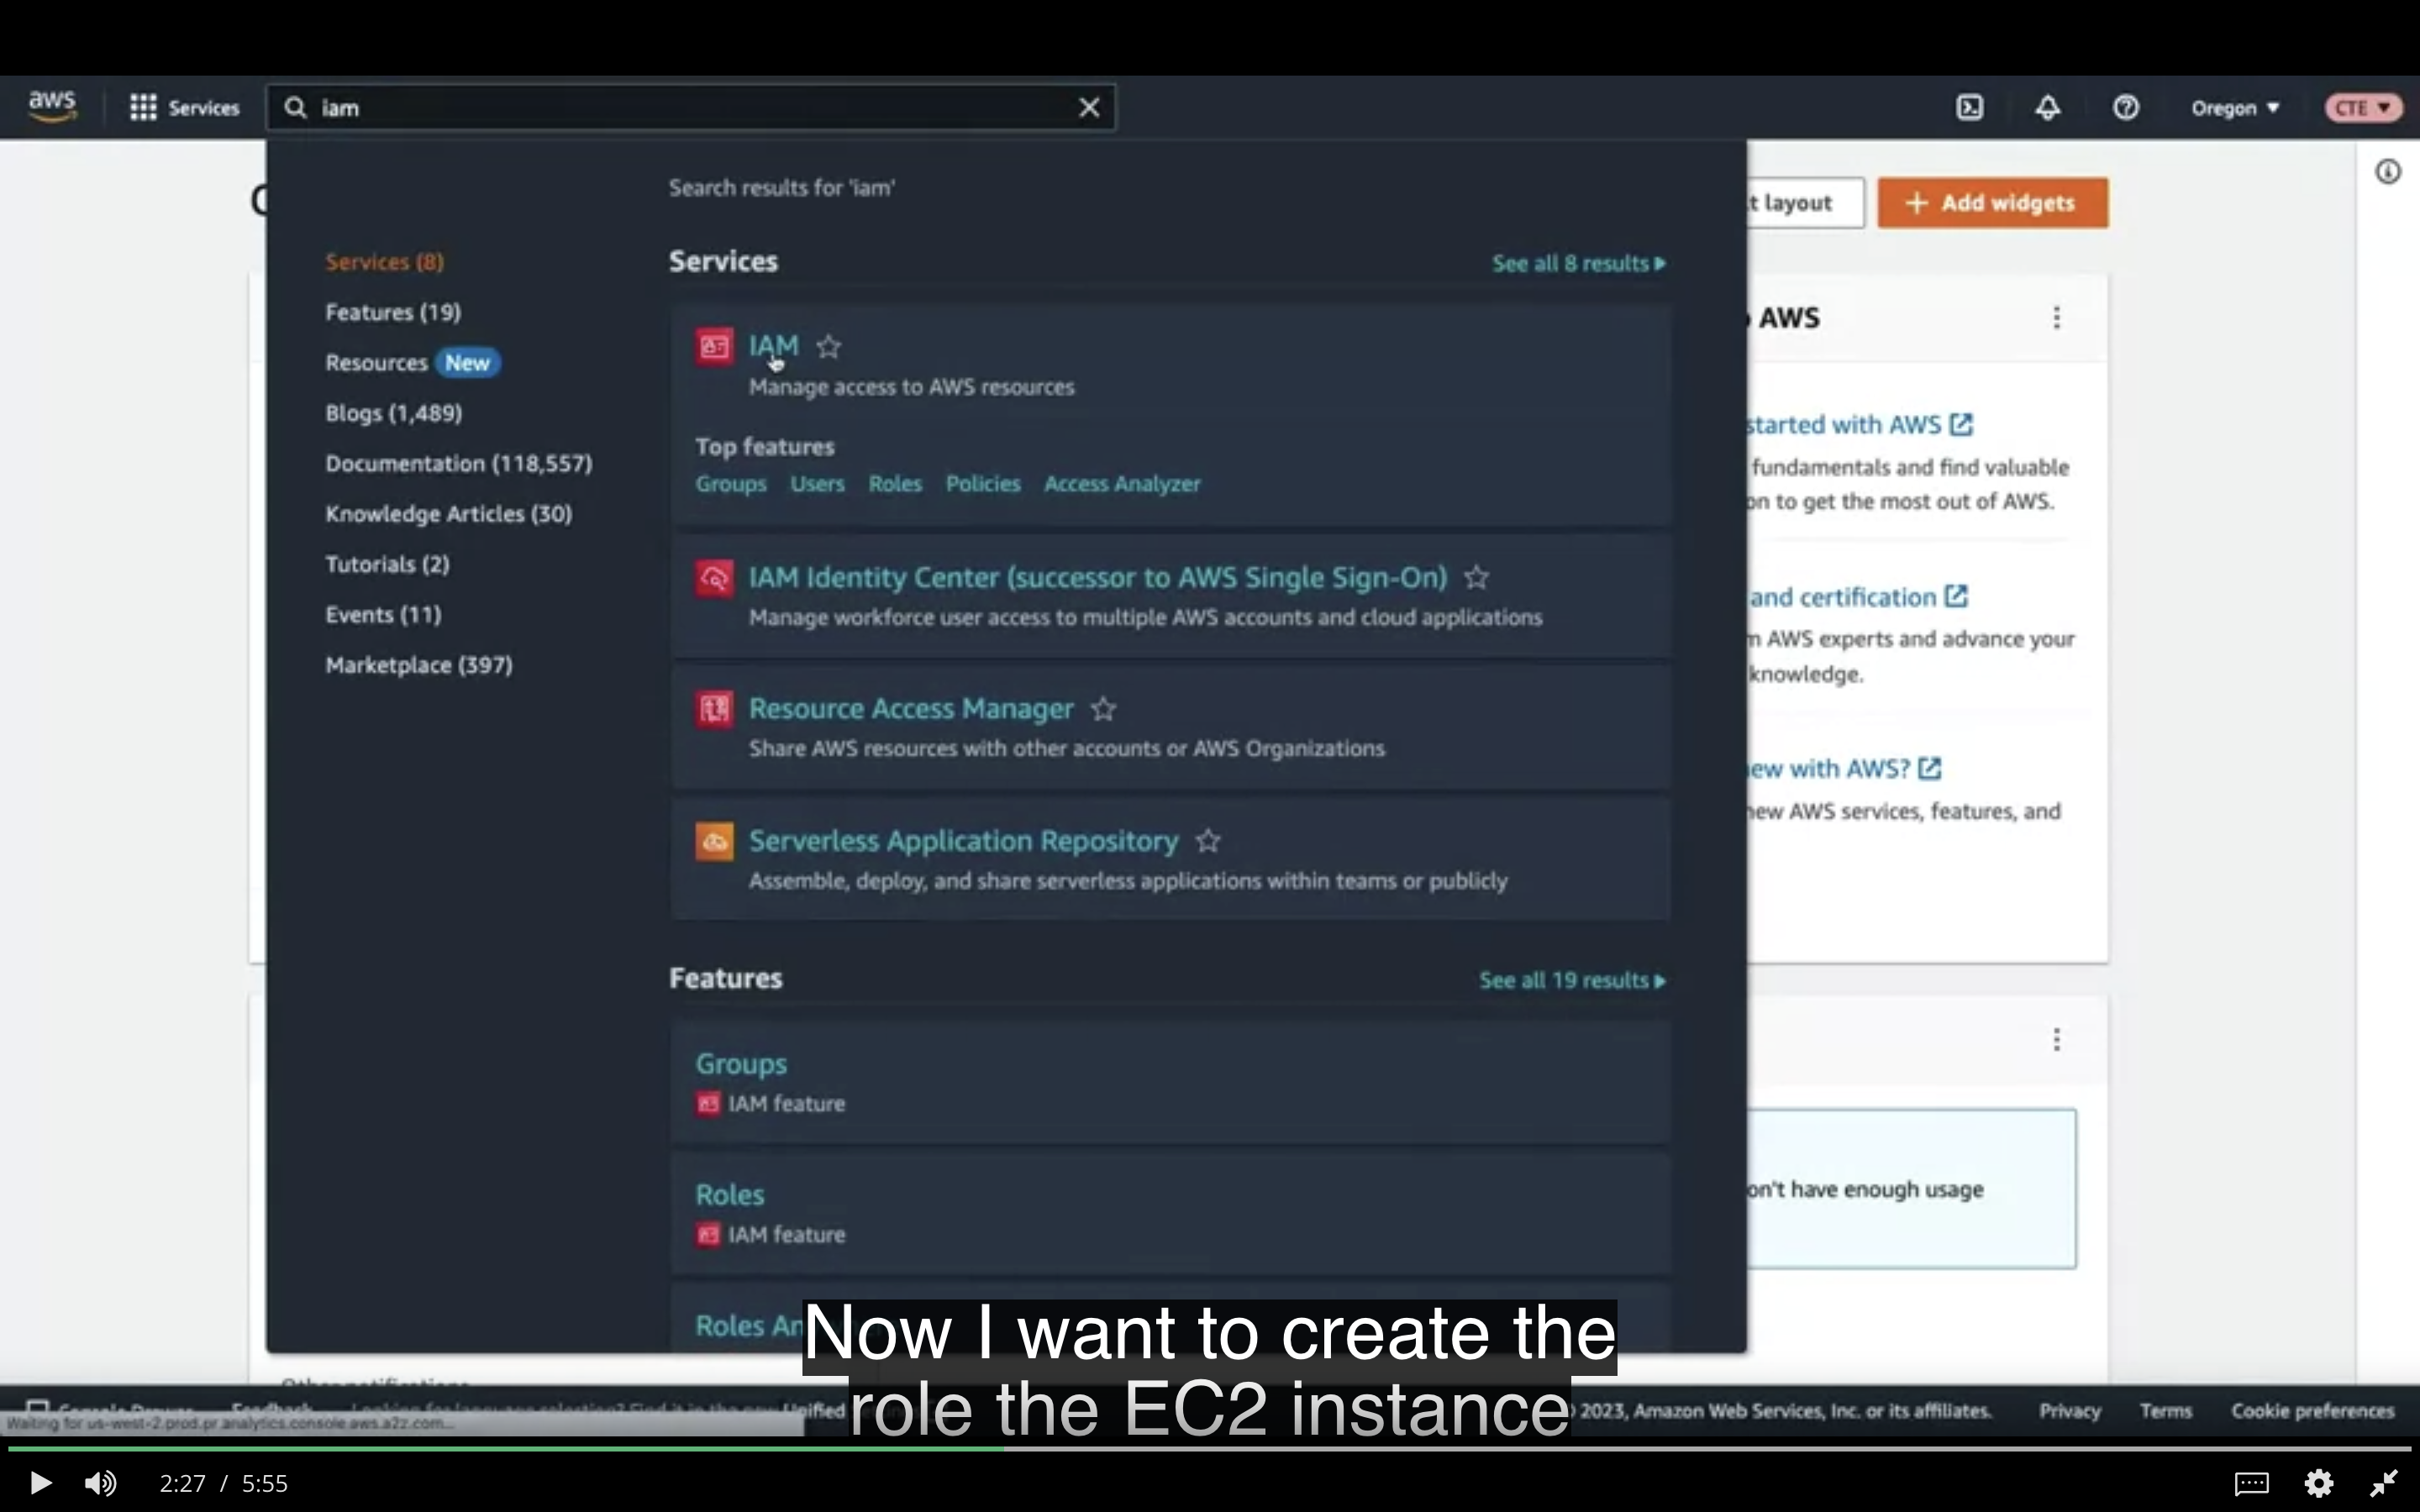 aws
Services
iam
Oregon
CTE
Search results for 'iam'
Services (8)
Features (19)
Resources New
Blogs (1,489)
Documentation (118,557)
Knowledge Articles (30)
Tutorials (2)
Events (11)
Marketplace (397)
Services
See all 8 results
IAM
Manage access to AWS resources
Top features
Groups Users Roles Policies Access Analyzer
IAM Identity Center (successor to AWS Single Sign-On)
Manage workforce user access to multiple AWS accounts and cloud applications
Resource Access Manager
Share AWS resources with other accounts or AWS Organizations
Serverless Application Repository
Assemble, deploy, and share serverless applications within teams or publicly
Features
See all 19 results
Groups
IAM feature
Roles
IAM feature
Roles An
t layout
+ Add widgets
AWS
started with AWS
fundamentals and find valuable
on to get the most out of AWS.
and certification
AWS experts and advance your
knowledge.
ew with AWS?
new AWS services, features, and
on't have enough usage
Now I want to create the
role the EC2 instance
Unified
2023, Amazon Web Services, Inc. or its affiliates.
Privacy Terms Cookie preferences
Waiting for us-west-2.prod.pr.analytics.console.aws.a2z.com...
2:27 / 5:55